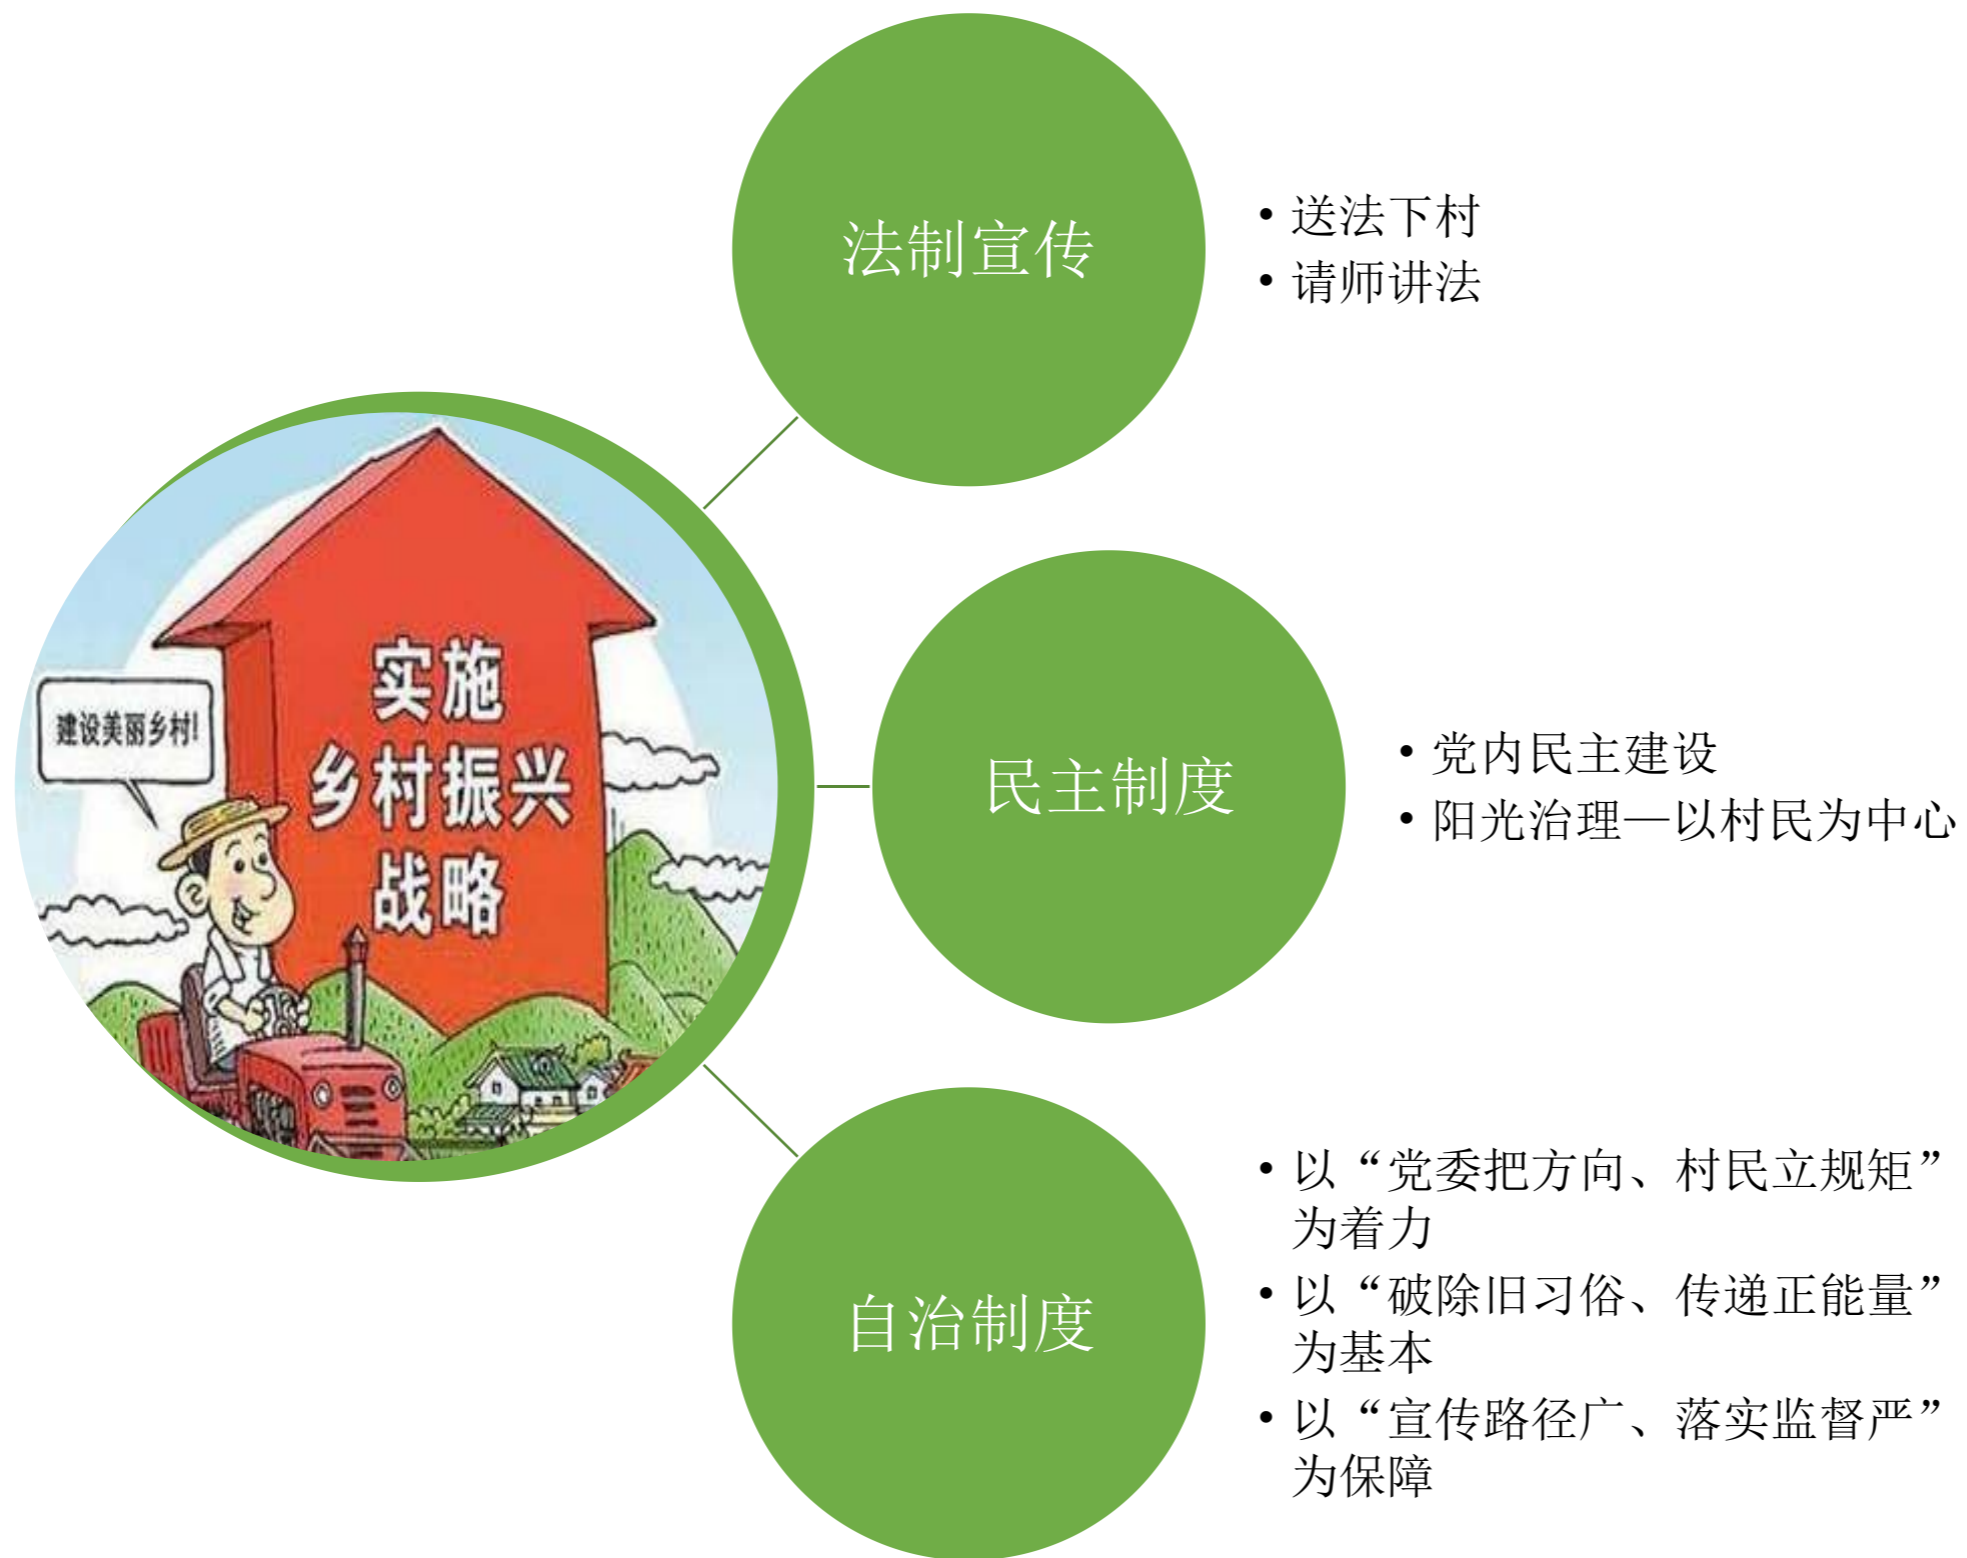 法制宣传
• 送法下村
• 请师讲法
建设美丽乡村!
实施
乡村振兴
战略
民主制度
• 党内民主建设
• 阳光治理—以村民为中心
自治制度
• 以“党委把方向、村民立规矩”
为着力
• 以“破除旧习俗、传递正能量”
为基本
• 以“宣传路径广、落实监督严”
为保障